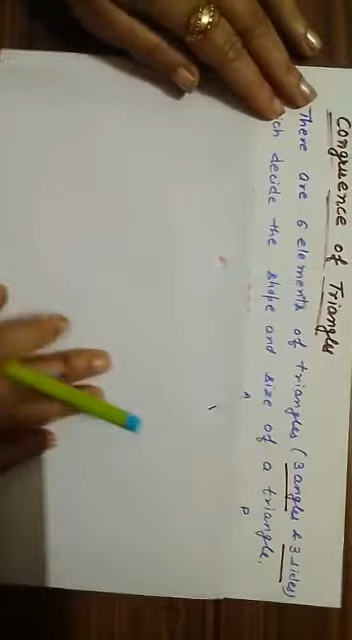 Congruence of Triangles
There are 6 elements of triangles (3 angles & 3 sides)
ich decide the shape and size of a triangle.
A P